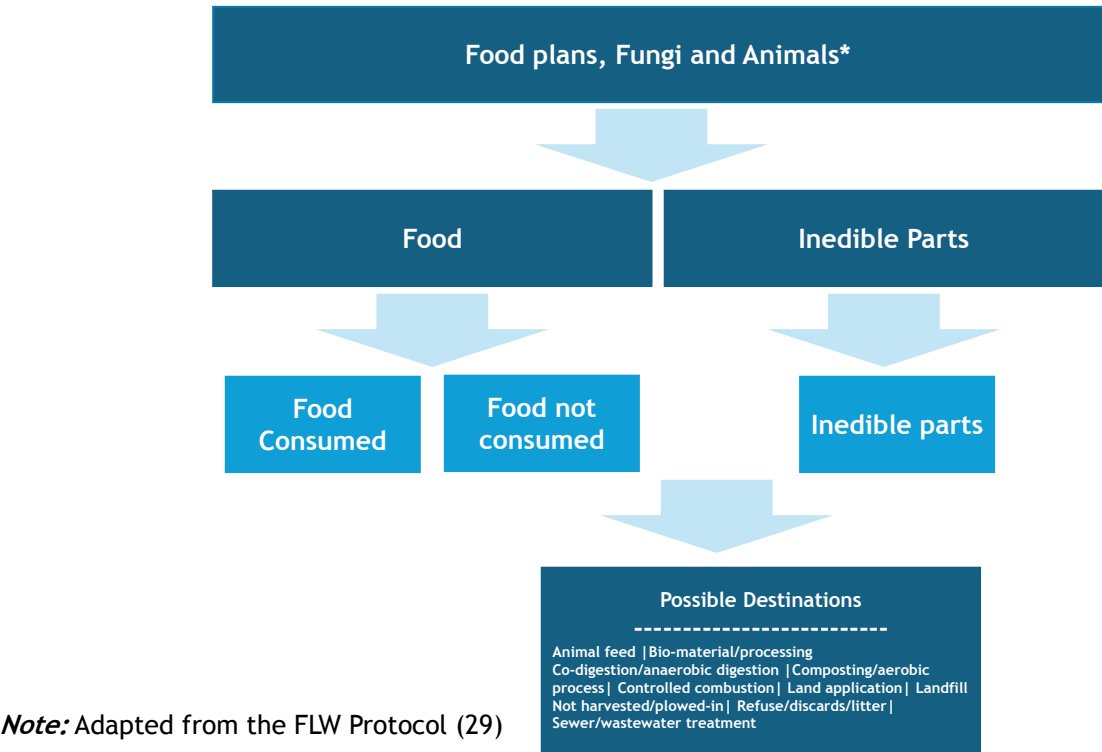 Food plans, Fungi and Animals*
Food
Inedible Parts
Food
Consumed
Food not
consumed
Inedible parts
Possible Destinations
--------------------------
Animal feed |Bio-material/processing
Co-digestion/anaerobic digestion |Composting/aerobic
process| Controlled combustion| Land application| Landfill
Not harvested/plowed-in| Refuse/discards/litter|
Sewer/wastewater treatment
Note: Adapted from the FLW Protocol (29)